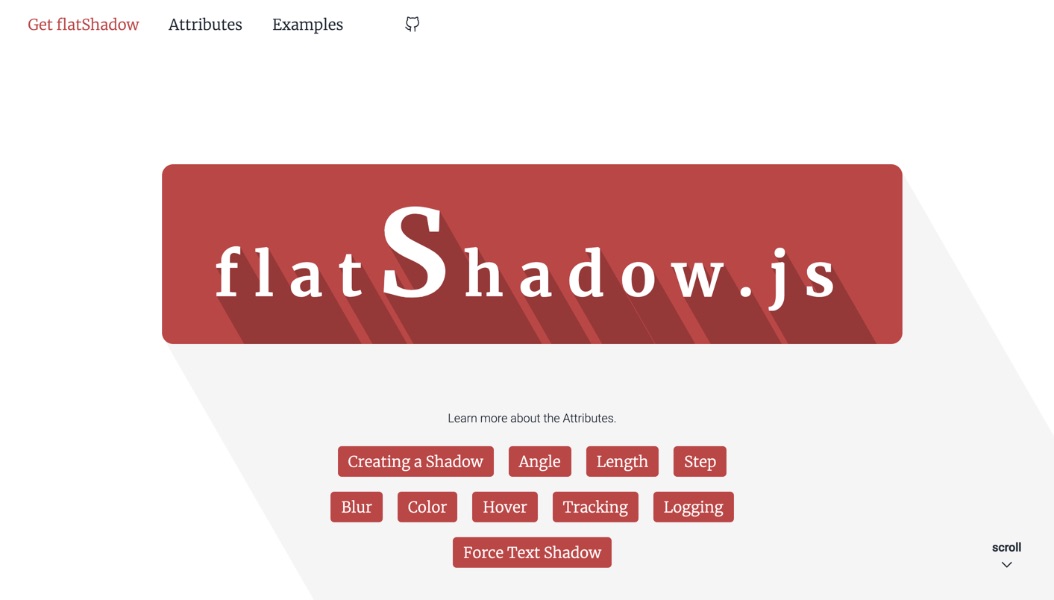 Get flatShadow Attributes Examples
flatShadow.js
Learn more about the Attributes.
Creating a Shadow Angle Length Step
Blur Color Hover Tracking Logging
Force Text Shadow
scroll